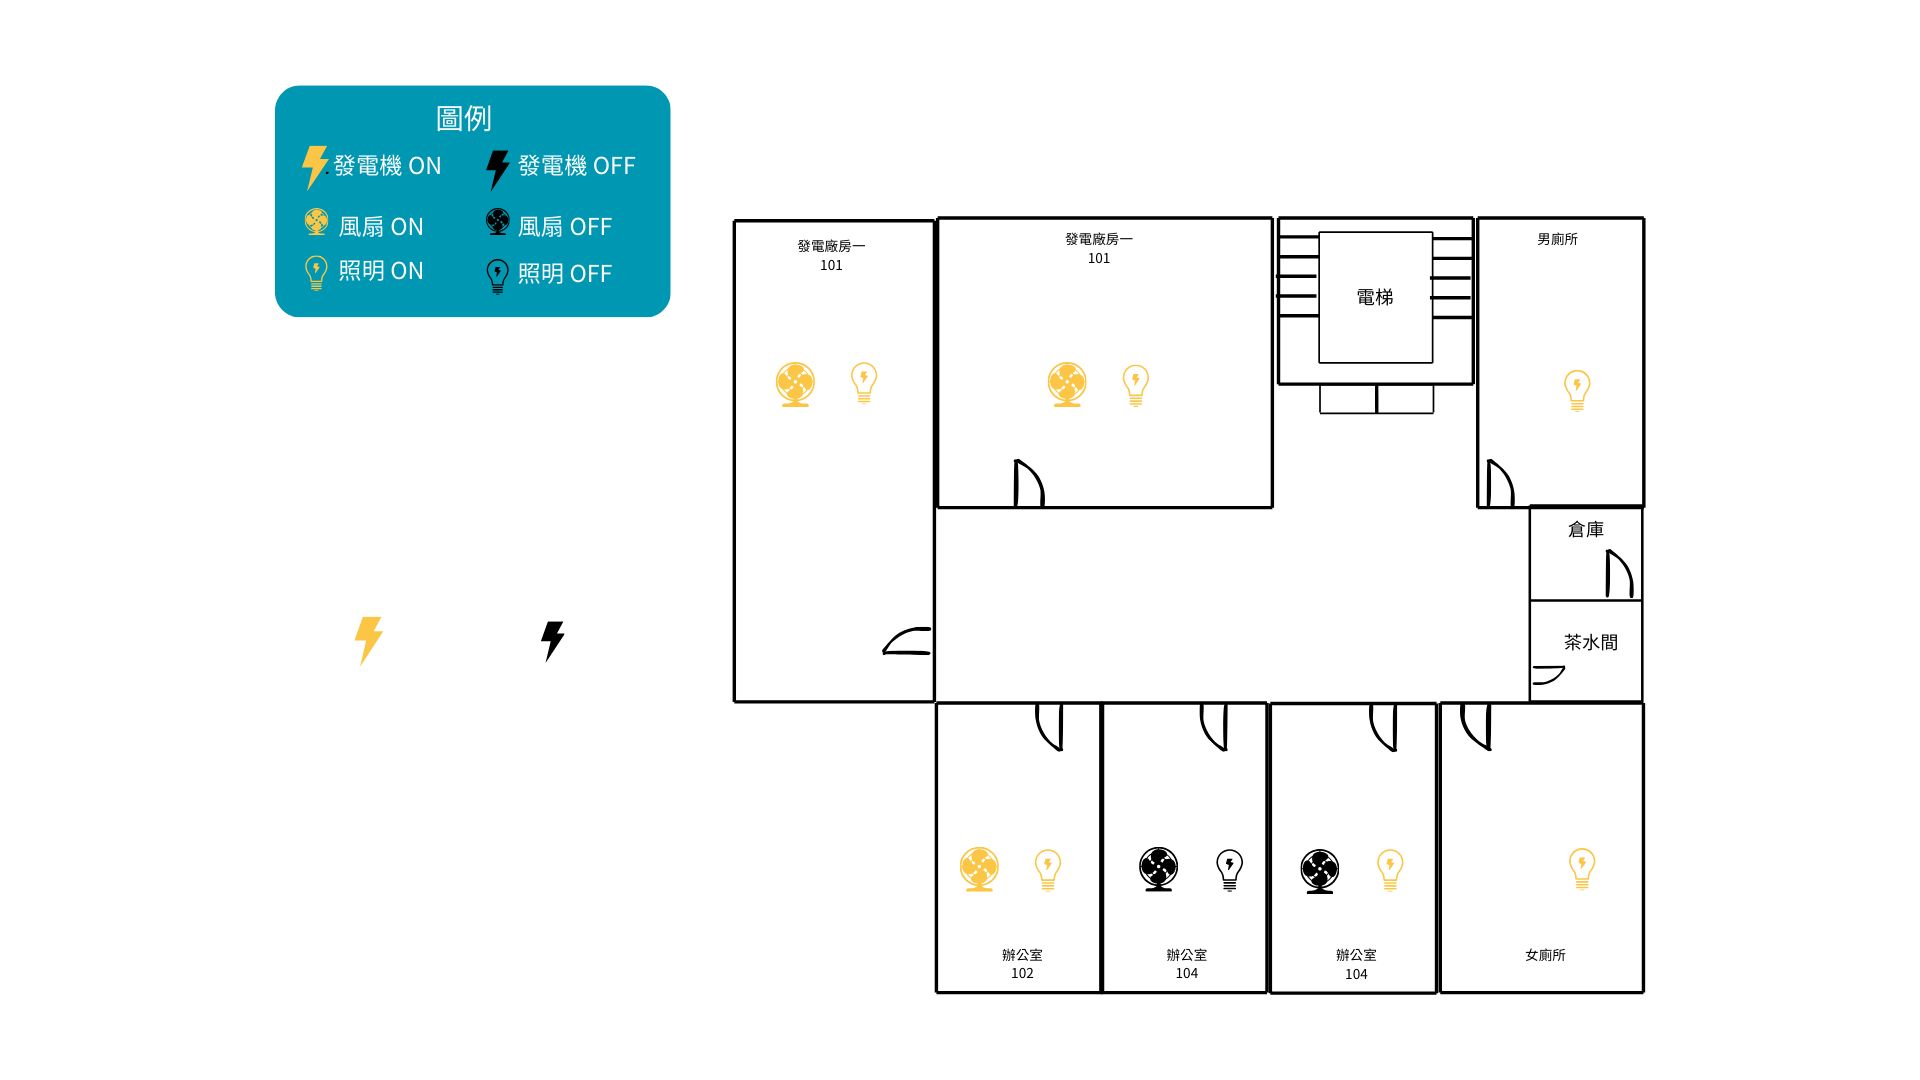 圖例
發電機 ON
發電機 OFF
風扇 ON
風扇 OFF
照明 ON
照明 OFF
發電廠房一
101
發電廠房一
101
電梯
男廁所
倉庫
茶水間
辦公室
102
辦公室
104
辦公室
104
女廁所